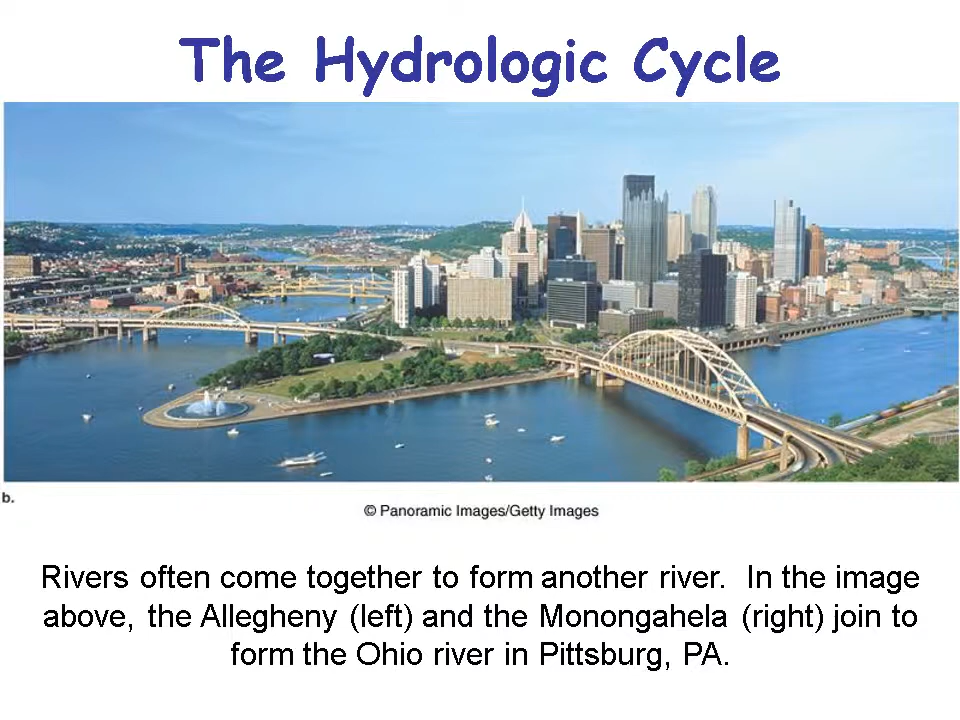 The Hydrologic Cycle
b.
© Panoramic Images/Getty Images
Rivers often come together to form another river. In the image
above, the Allegheny (left) and the Monongahela (right) join to
form the Ohio river in Pittsburg, PA.